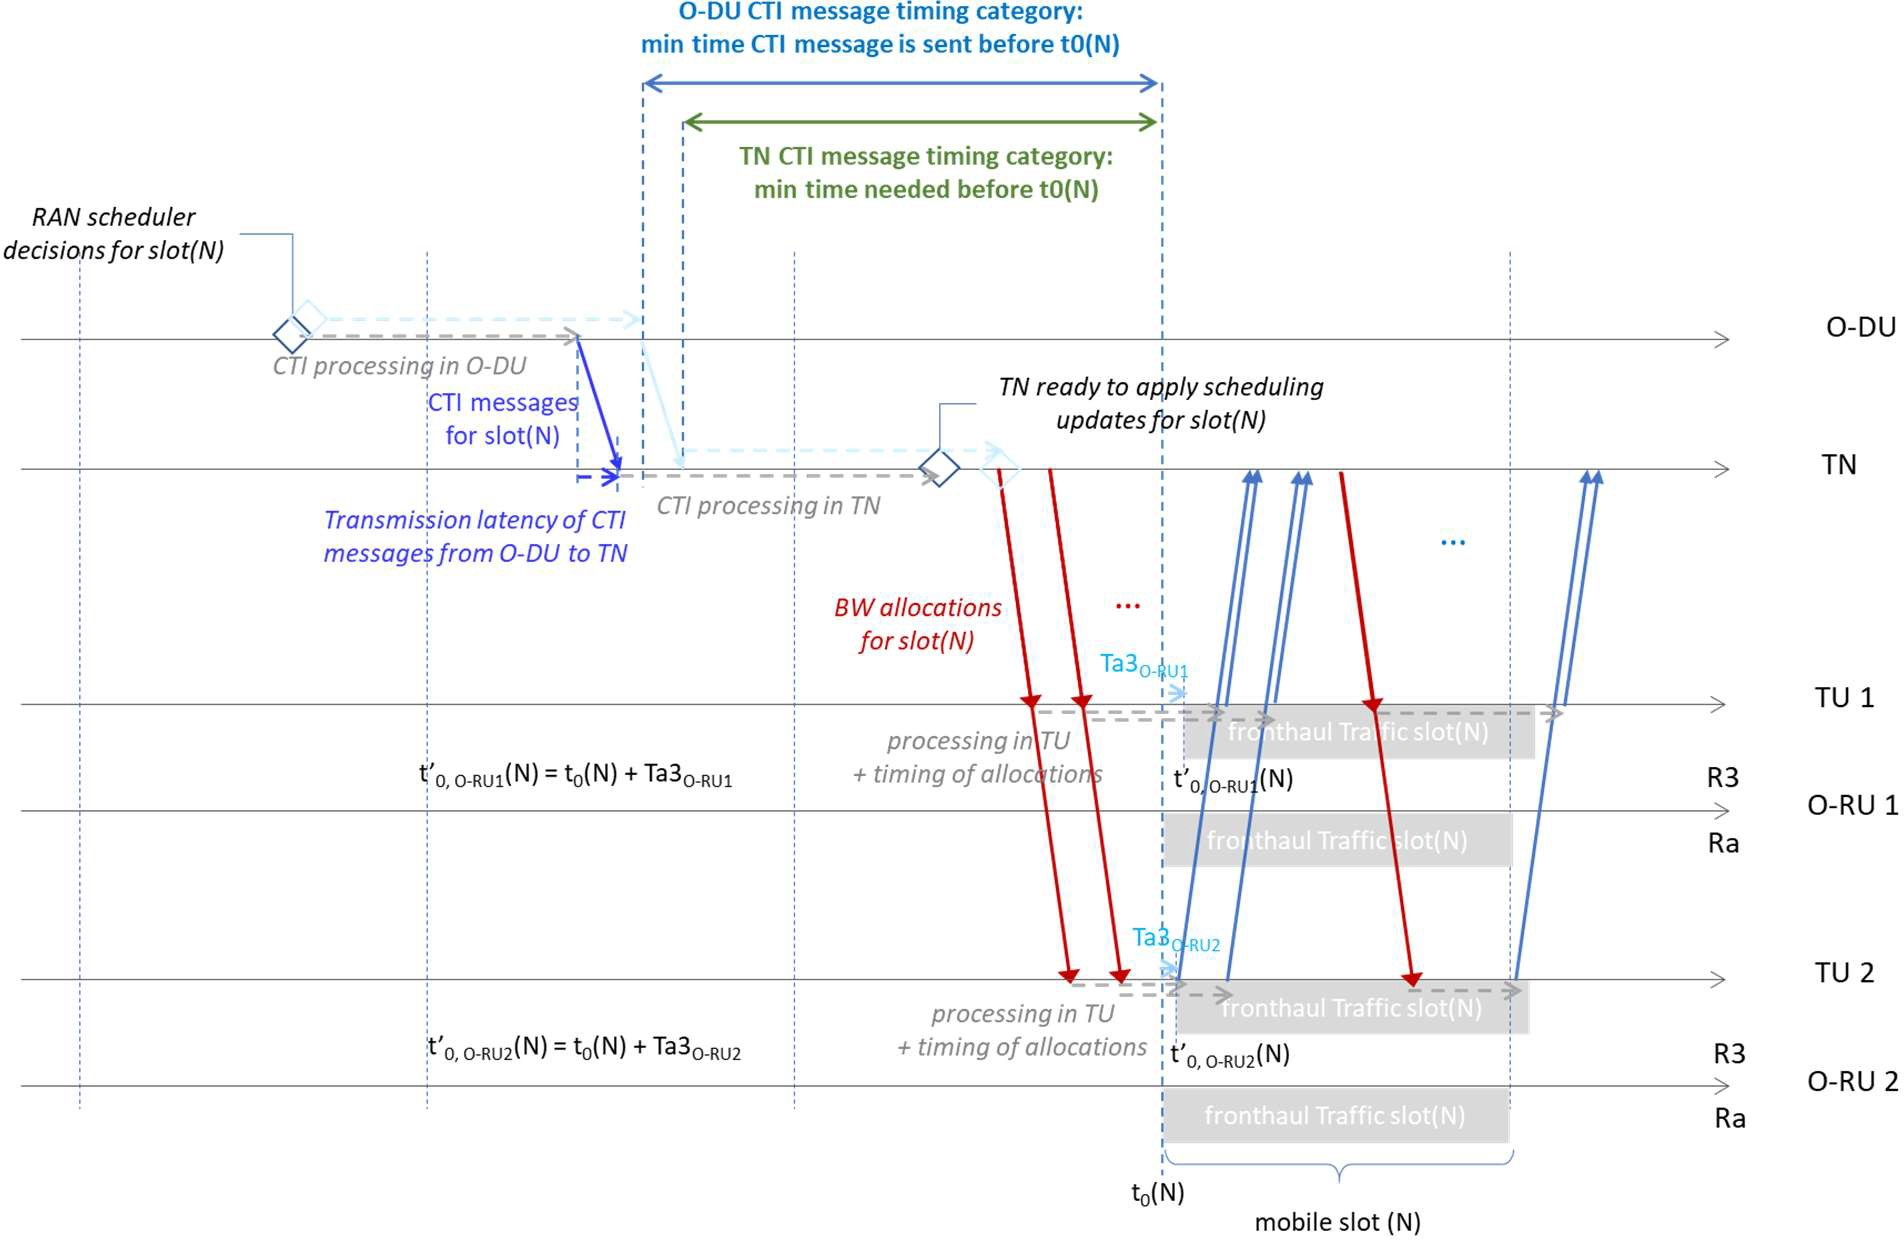 O-DU CTI message timing category:
min time CTI message is sent before t0(N)
TN CTI message timing category:
min time needed before t0(N)
RAN scheduler
decisions for slot(N)
O-DU
CTI processing in O-DU
CTI messages
for slot(N)
TN ready to apply scheduling
updates for slot(N)
TN
CTI processing in TN
Transmission latency of CTI
messages from O-DU to TN
...
BW allocations
for slot(N)
...
Ta3O-RU1
TU 1
fronthaul Traffic slot(N)
processing in TU
+ timing of allocations
t’0, O-RU1(N) = t0(N) + Ta3O-RU1
t’0, O-RU1(N)
R3
O-RU 1
fronthaul Traffic slot(N)
Ra
Ta3O-RU2
TU 2
fronthaul Traffic slot(N)
processing in TU
+ timing of allocations
t’0, O-RU2(N) = t0(N) + Ta3O-RU2
t’0, O-RU2(N)
R3
O-RU 2
fronthaul Traffic slot(N)
Ra
t0(N)
mobile slot (N)